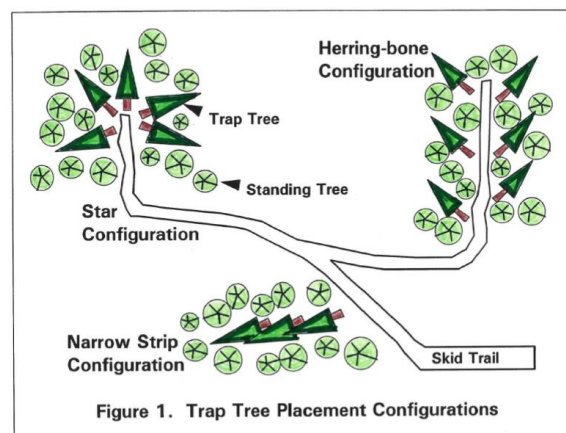 Herring-bone
Configuration
Trap Tree
Standing Tree
Star
Configuration
Narrow Strip
Configuration
Skid Trail
Figure 1. Trap Tree Placement Configurations